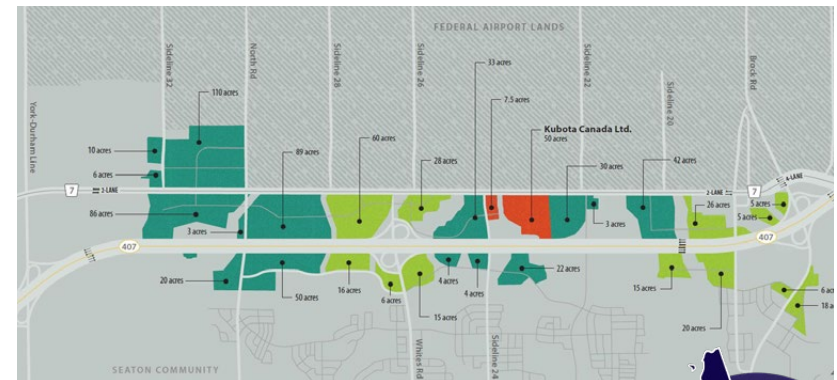 FEDERAL AIRPORT LANDS
York-Durham Line
Sideline 32
North Rd
Sideline 28
Sideline 26
Sideline 22
Sideline 20
Brock Rd
33 acres
110 acres
7.5 acres
Kubota Canada Ltd.
50 acres
10 acres
89 acres
60 acres
28 acres
30 acres
42 acres
6 acres
4-LANE
7
2-LANE
2-LANE
7
5 acres
26 acres
5 acres
86 acres
3 acres
3 acres
407
407
20 acres
50 acres
16 acres
6 acres
15 acres
4 acres
4 acres
22 acres
15 acres
20 acres
6 ac
18 a
Whites Rd
Sideline 24
SEATON COMMUNITY